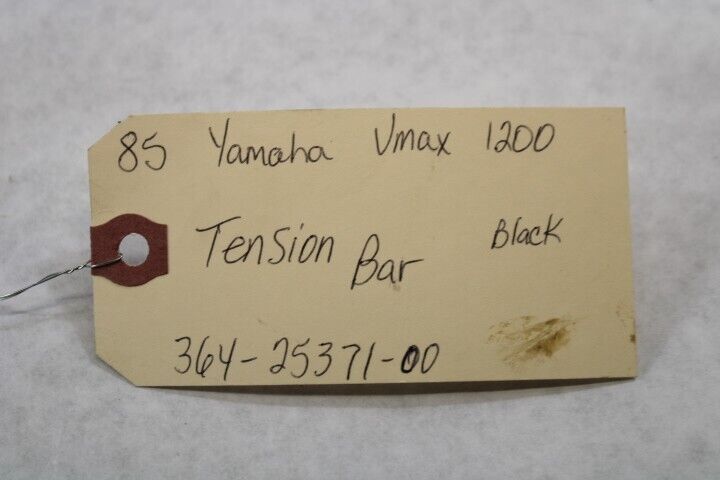 85 Yamaha Vmax 1200
Tension Bar Black
364-25371-00